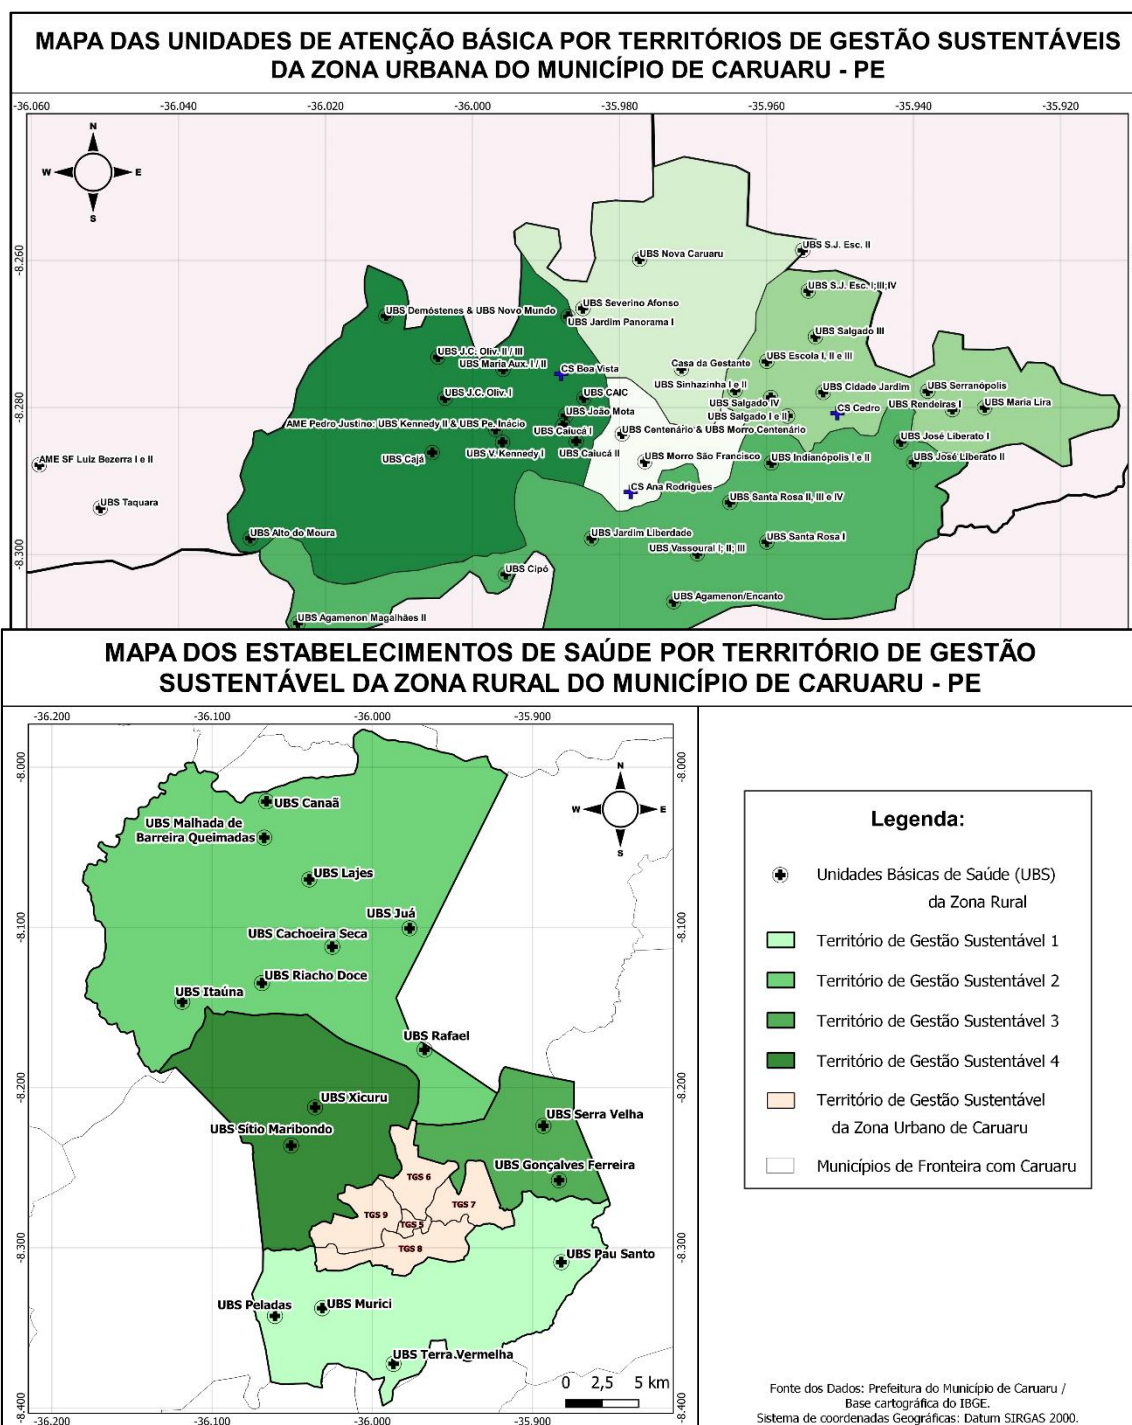 MAPA DAS UNIDADES DE ATENÇÃO BÁSICA POR TERRITÓRIOS DE GESTÃO SUSTENTÁVEIS
DA ZONA URBANA DO MUNICÍPIO DE CARUARU - PE
-36.060
-36.040
-36.020
-36.000
-35.980
-35.960
-35.940
-35.920
N
W
E
S
-8.260
-8.280
-8.300
UBS S.J. Esc. II
UBS Nova Caruaru
UBS S.J. Esc. I;III;IV
UBS Severino Afonso
UBS Demóstenes & UBS Novo Mundo
UBS Jardim Panorama I
UBS Salgado III
UBS J.C. Oliv. II / III
UBS Maria Aux. I / II
CS Boa Vista
Casa da Gestante
UBS Escola I, II e III
UBS Sinhazinha I e II
UBS Cidade Jardim
UBS Serranópolis
UBS J.C. Oliv. I
UBS CAIC
UBS Salgado IV
UBS Rendeiras I
UBS Maria Lira
UBS João Mota
UBS Salgado I e II
CS Cedro
AME Pedro Justino: UBS Kennedy II & UBS Pe. Inácio
UBS Caiucá I
UBS Centenário & UBS Morro Centenário
UBS José Liberato I
UBS Cajá
UBS V. Kennedy I
UBS Caiucá II
UBS Morro São Francisco
UBS Indianópolis I e II
UBS José Liberato II
AME SF Luiz Bezerra I e II
CS Ana Rodrigues
UBS Taquara
UBS Santa Rosa II, III e IV
UBS Alto do Moura
UBS Jardim Liberdade
UBS Santa Rosa I
UBS Vassoural I; II; III
UBS Cipó
UBS Agamenon/Encanto
UBS Agamenon Magalhães II
MAPA DOS ESTABELECIMENTOS DE SAÚDE POR TERRITÓRIO DE GESTÃO
SUSTENTÁVEL DA ZONA RURAL DO MUNICÍPIO DE CARUARU - PE
-36.200
-36.100
-36.000
-35.900
-8.000
-8.100
-8.200
-8.300
-8.400
-8.000
-8.100
-8.200
-8.300
-8.400
N
W
E
S
UBS Canaã
UBS Malhada de
Barreira Queimadas
UBS Lajes
UBS Juá
UBS Cachoeira Seca
UBS Riacho Doce
UBS Itaúna
UBS Rafael
UBS Xicuru
UBS Serra Velha
UBS Sítio Maribondo
UBS Gonçalves Ferreira
TGS 6
TGS 7
TGS 9
TGS 5
TGS 8
UBS Pau Santo
UBS Peladas
UBS Murici
UBS Terra Vermelha
0 2,5 5 km
-36.200
-36.100
-36.000
-35.900
Legenda:
Unidades Básicas de Saúde (UBS)
da Zona Rural
Território de Gestão Sustentável 1
Território de Gestão Sustentável 2
Território de Gestão Sustentável 3
Território de Gestão Sustentável 4
Território de Gestão Sustentável
da Zona Urbano de Caruaru
Municípios de Fronteira com Caruaru
Fonte dos Dados: Prefeitura do Município de Caruaru /
Base cartográfica do IBGE.
Sistema de coordenadas Geográficas: Datum SIRGAS 2000.